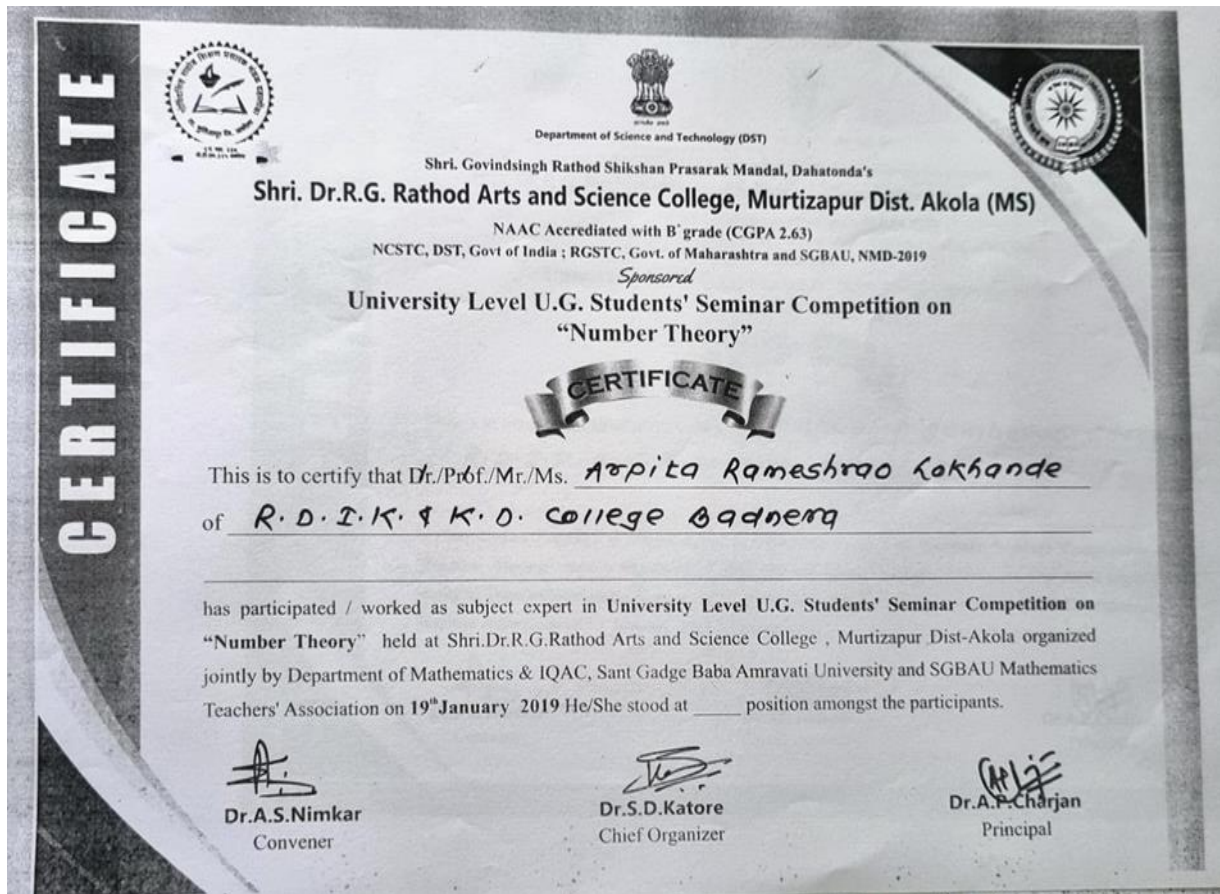 CERTIFICATE
Department of Science and Technology (DST)
Shri. Govindsingh Rathod Shikshan Prasarak Mandal, Dahatonda's
Shri. Dr.R.G. Rathod Arts and Science College, Murtizapur Dist. Akola (MS)
NAAC Accrediated with B+ grade (CGPA 2.63)
NCSTC, DST, Govt of India ; RGSTC, Govt. of Maharashtra and SGBAU, NMD-2019
Sponsored
University Level U.G. Students' Seminar Competition on
“Number Theory”
CERTIFICATE
This is to certify that Dr./Prof./Mr./Ms. Arpita Rameshrao Lokhande
of R. D. I. K. & K. D. College Badnera
has participated / worked as subject expert in University Level U.G. Students' Seminar Competition on
“Number Theory” held at Shri.Dr.R.G.Rathod Arts and Science College , Murtizapur Dist-Akola organized
jointly by Department of Mathematics & IQAC, Sant Gadge Baba Amravati University and SGBAU Mathematics
Teachers' Association on 19th January 2019 He/She stood at _____ position amongst the participants.
Dr.A.S.Nimkar
Convener
Dr.S.D.Katore
Chief Organizer
Dr.A.P.Charjan
Principal